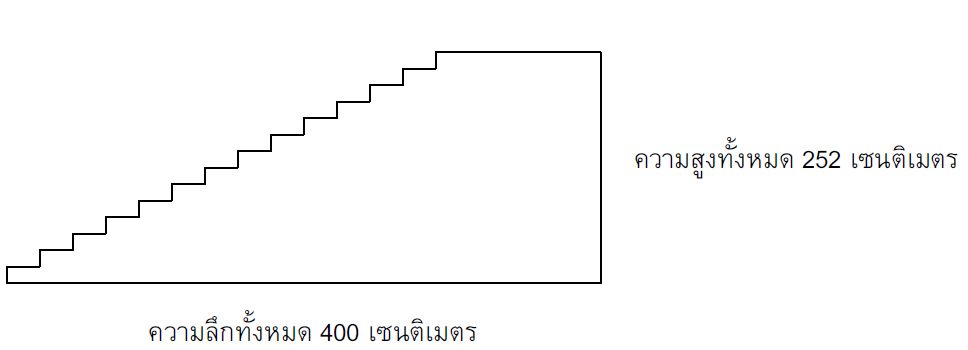 ความสูงทั้งหมด 252 เซนติเมตร
ความลึกทั้งหมด 400 เซนติเมตร